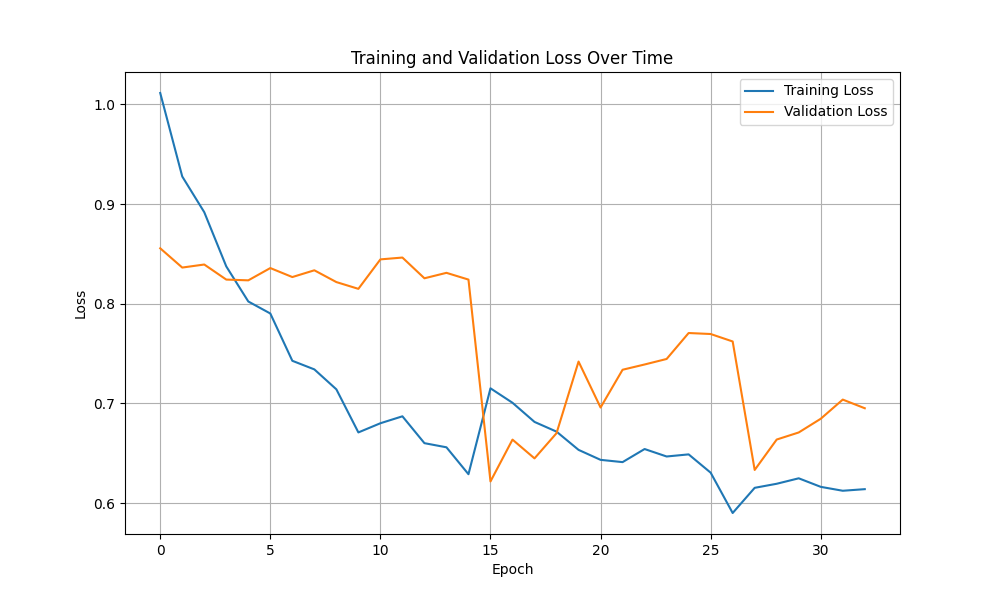 Training and Validation Loss Over Time
Training Loss
Validation Loss
1.0
0.9
0.8
0.7
0.6
Loss
0
5
10
15
20
25
30
Epoch